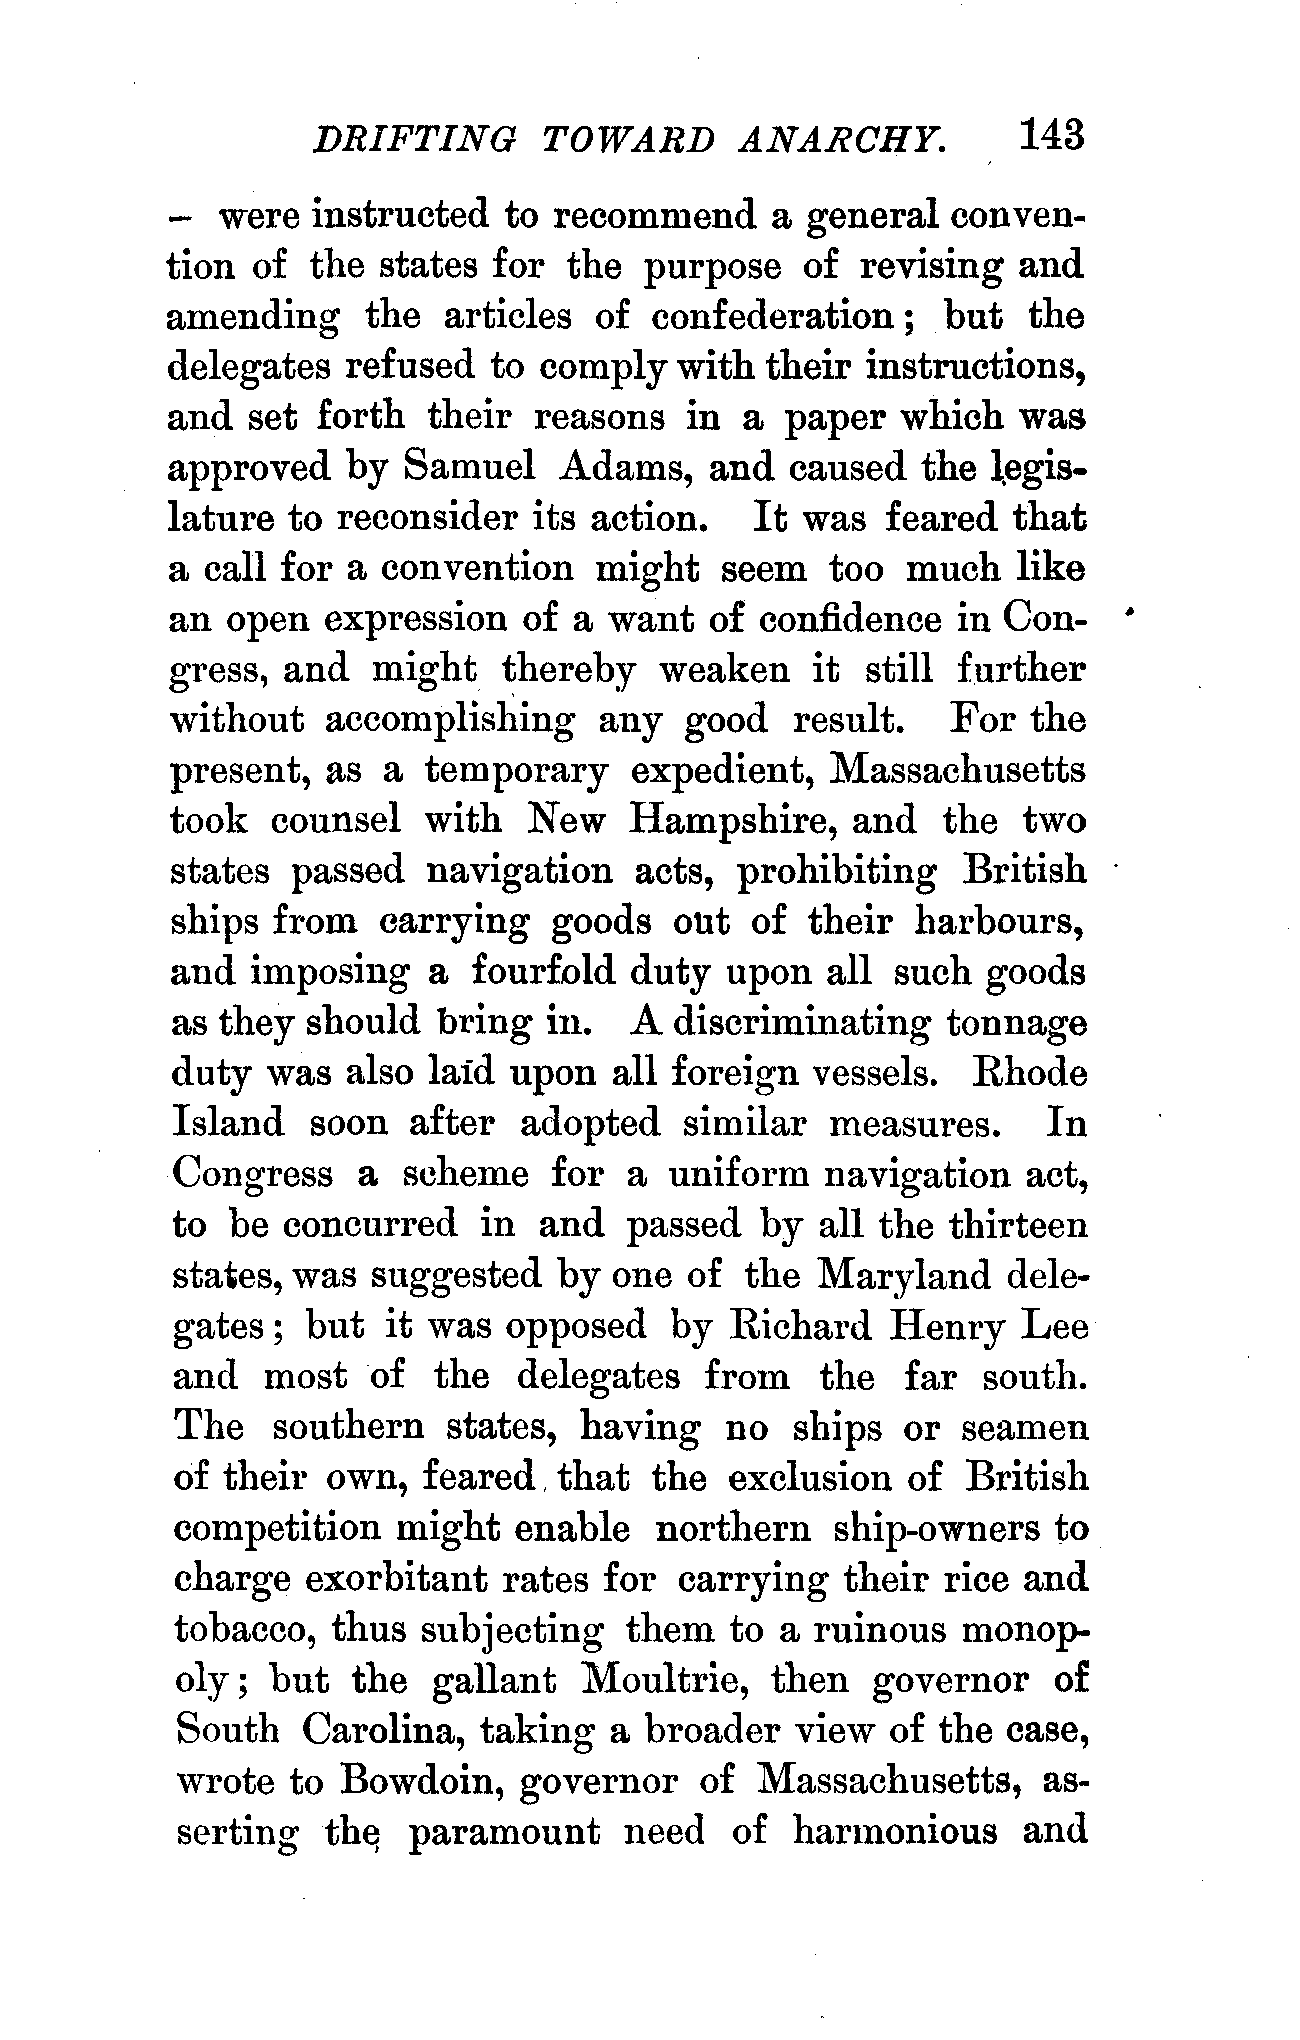 DRIFTING TOWARD ANARCHY. 143
— were instructed to recommend a general conven-
tion of the states for the purpose of revising and
amending the articles of confederation; but the
delegates refused to comply with their instructions,
and set forth their reasons in a paper which was
approved by Samuel Adams, and caused the legis-
lature to reconsider its action. It was feared that
a call for a convention might seem too much like
an open expression of a want of confidence in Con-
gress, and might thereby weaken it still further
without accomplishing any good result. For the
present, as a temporary expedient, Massachusetts
took counsel with New Hampshire, and the two
states passed navigation acts, prohibiting British
ships from carrying goods out of their harbours,
and imposing a fourfold duty upon all such goods
as they should bring in. A discriminating tonnage
duty was also laid upon all foreign vessels. Rhode
Island soon after adopted similar measures. In
Congress a scheme for a uniform navigation act,
to be concurred in and passed by all the thirteen
states, was suggested by one of the Maryland dele-
gates; but it was opposed by Richard Henry Lee
and most of the delegates from the far south.
The southern states, having no ships or seamen
of their own, feared that the exclusion of British
competition might enable northern ship-owners to
charge exorbitant rates for carrying their rice and
tobacco, thus subjecting them to a ruinous monop-
oly; but the gallant Moultrie, then governor of
South Carolina, taking a broader view of the case,
wrote to Bowdoin, governor of Massachusetts, as-
serting the paramount need of harmonious and